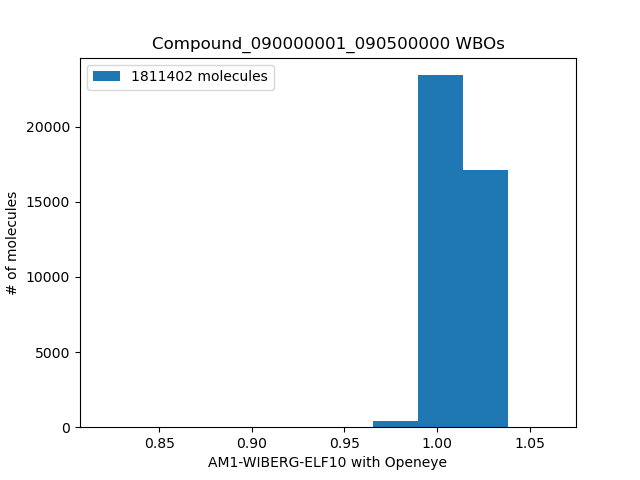 Compound_090000001_090500000 WBOs
1811402 molecules
# of molecules
20000
15000
10000
5000
0
0.85 0.90 0.95 1.00 1.05
AM1-WIBERG-ELF10 with Openeye